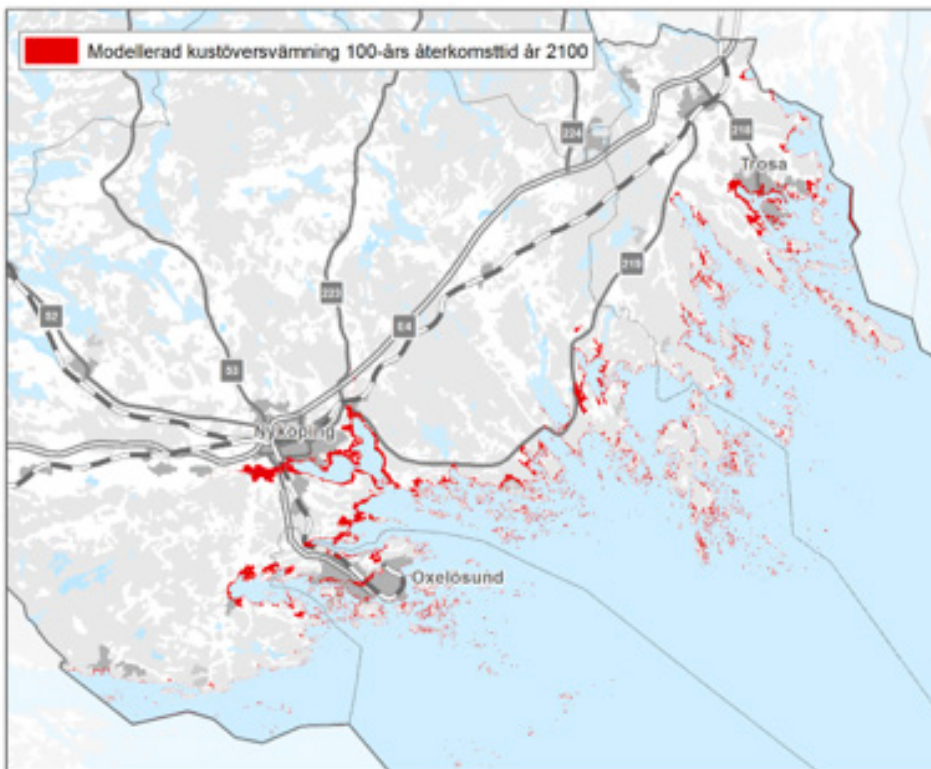 Modellerad kustöversvämning 100-års återkomsttid år 2100
224
218
Trosa
219
223
52
E4
53
Nyköping
Oxelösund